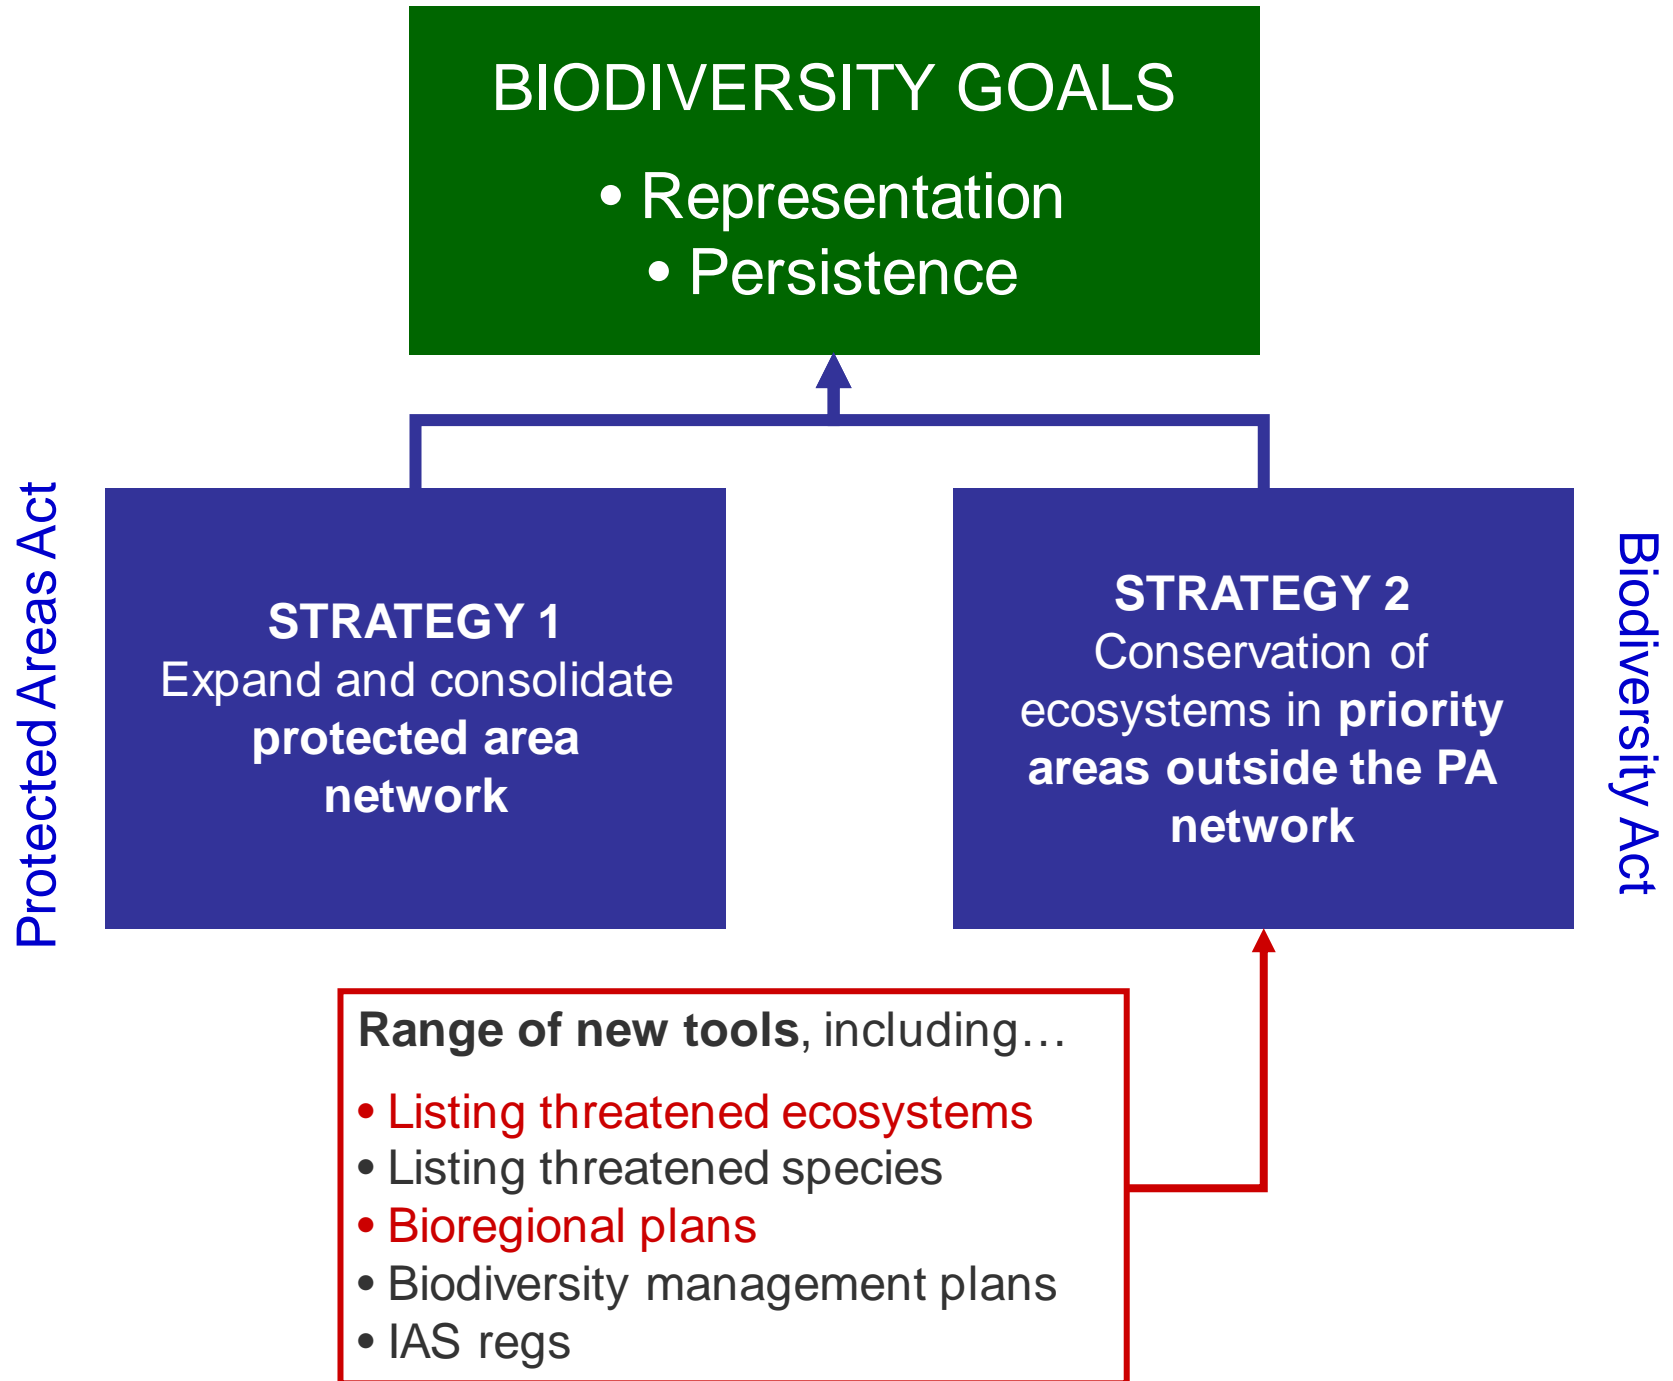 BIODIVERSITY GOALS
• Representation
• Persistence
Protected Areas Act
STRATEGY 1
Expand and consolidate
protected area
network
STRATEGY 2
Conservation of
ecosystems in priority
areas outside the PA
network
Biodiversity Act
Range of new tools, including…
• Listing threatened ecosystems
• Listing threatened species
• Bioregional plans
• Biodiversity management plans
• IAS regs